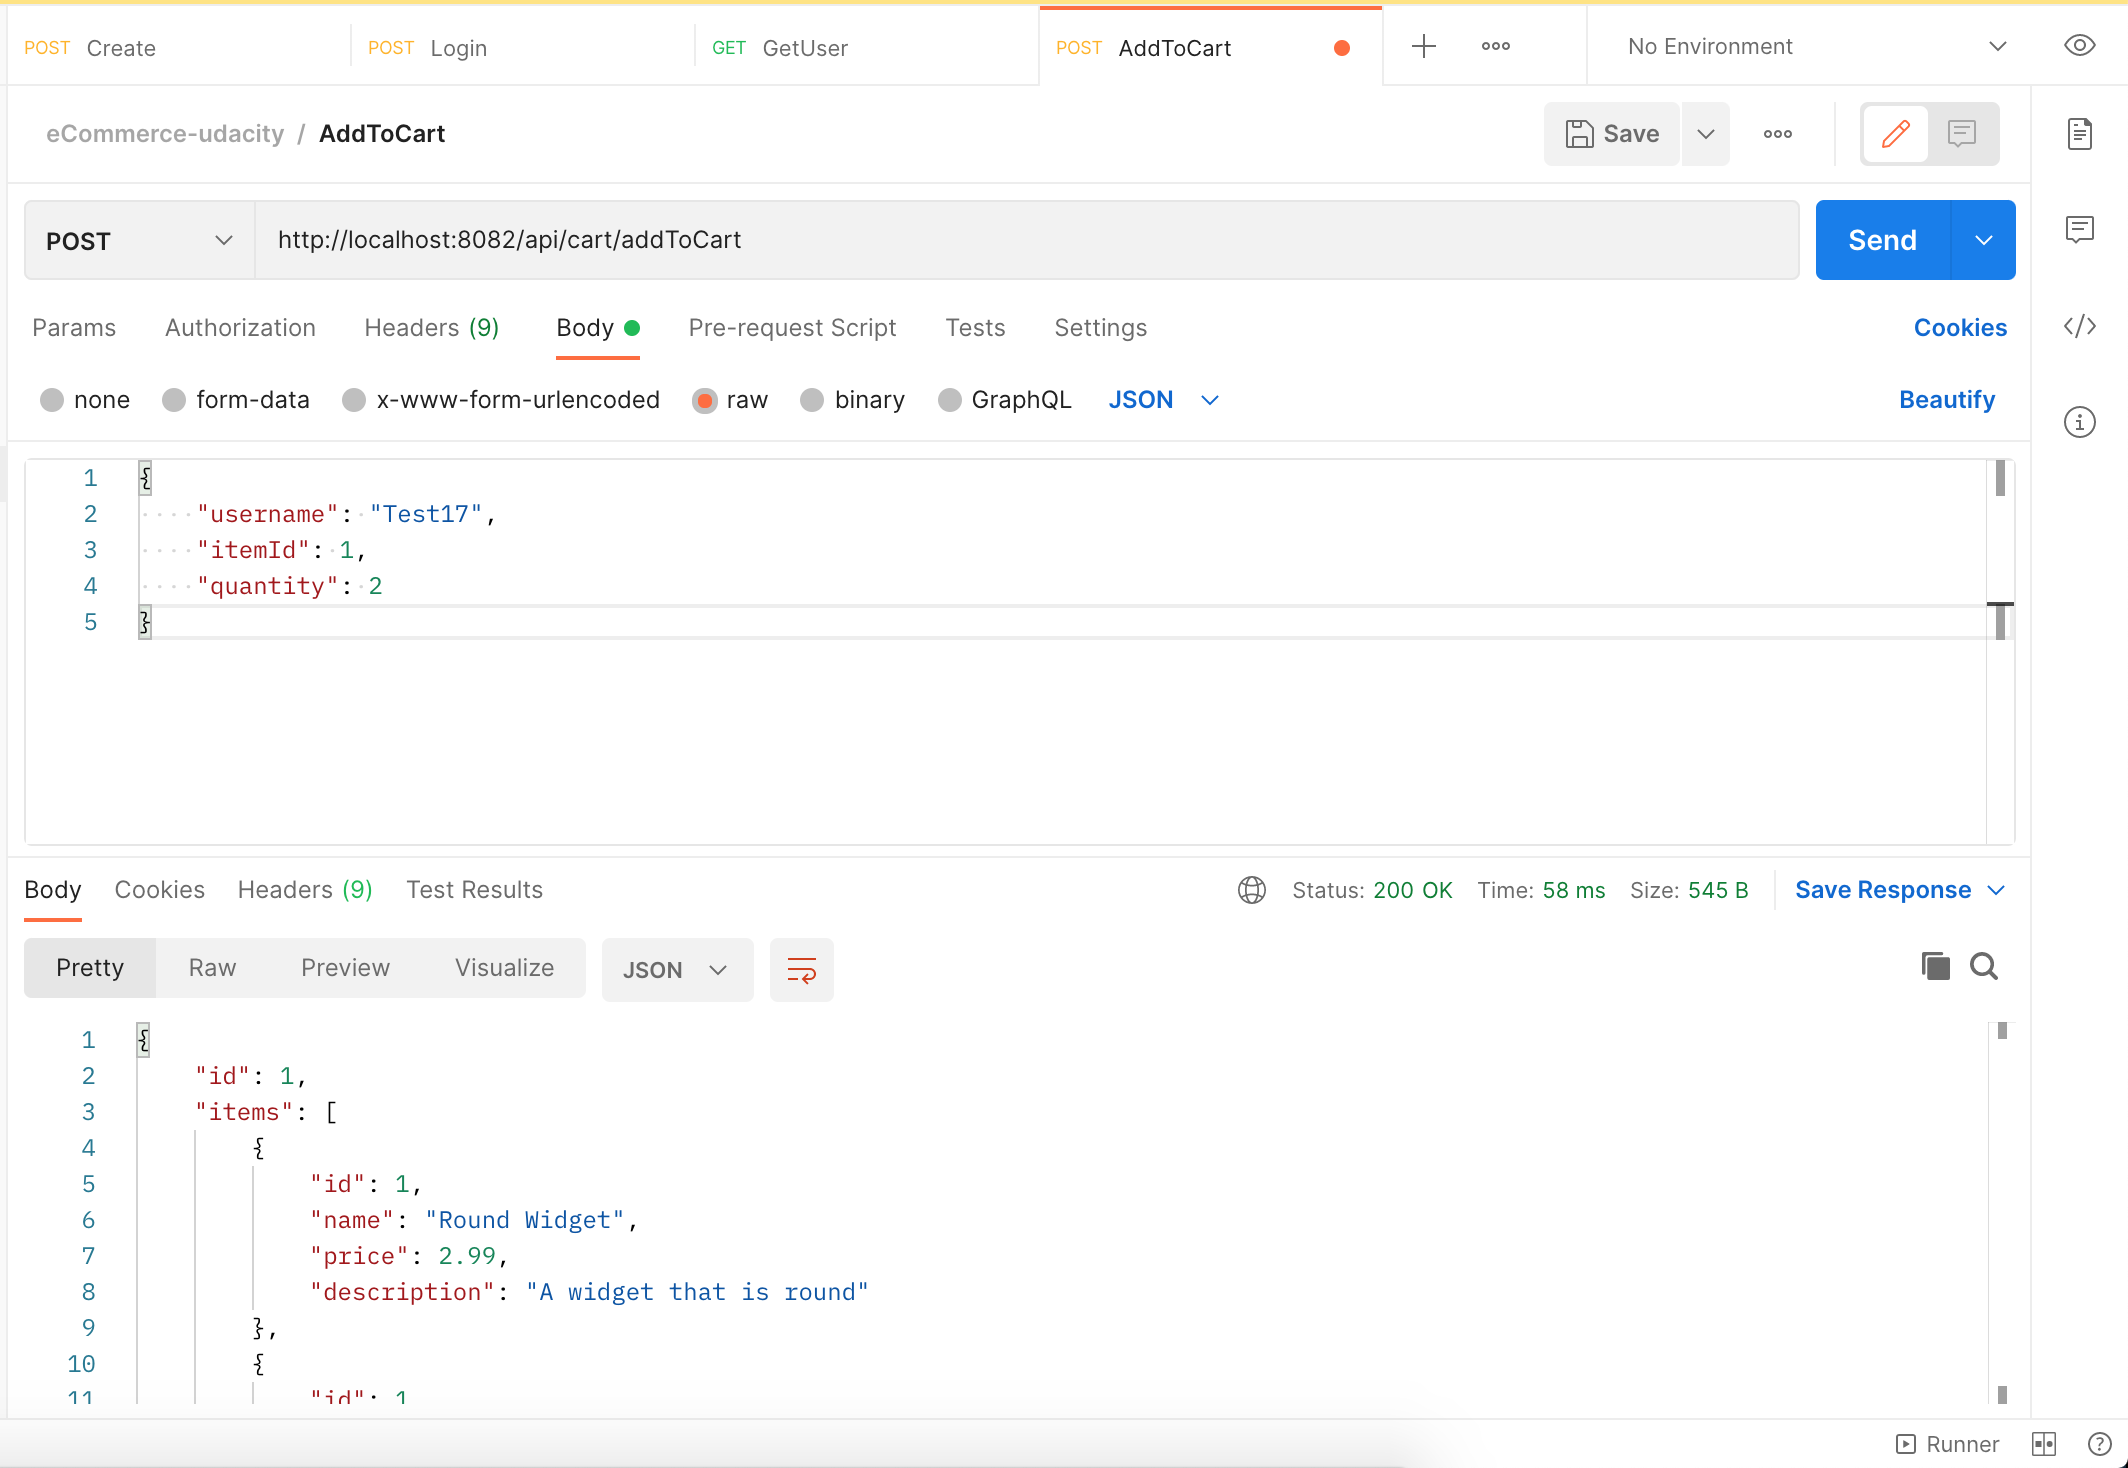 POST Create POST Login GET GetUser POST AddToCart No Environment
eCommerce-udacity / AddToCart Save
POST http://localhost:8082/api/cart/addToCart Send
Params Authorization Headers (9) Body Pre-request Script Tests Settings Cookies
none form-data x-www-form-urlencoded raw binary GraphQL JSON Beautify
1 {
2 "username": "Test17",
3 "itemId": 1,
4 "quantity": 2
5 }
Body Cookies Headers (9) Test Results Status: 200 OK Time: 58 ms Size: 545 B Save Response
Pretty Raw Preview Visualize JSON
1 {
2 "id": 1,
3 "items": [
4 {
5 "id": 1,
6 "name": "Round Widget",
7 "price": 2.99,
8 "description": "A widget that is round"
9 },
10 {
11 "id": 1
Runner